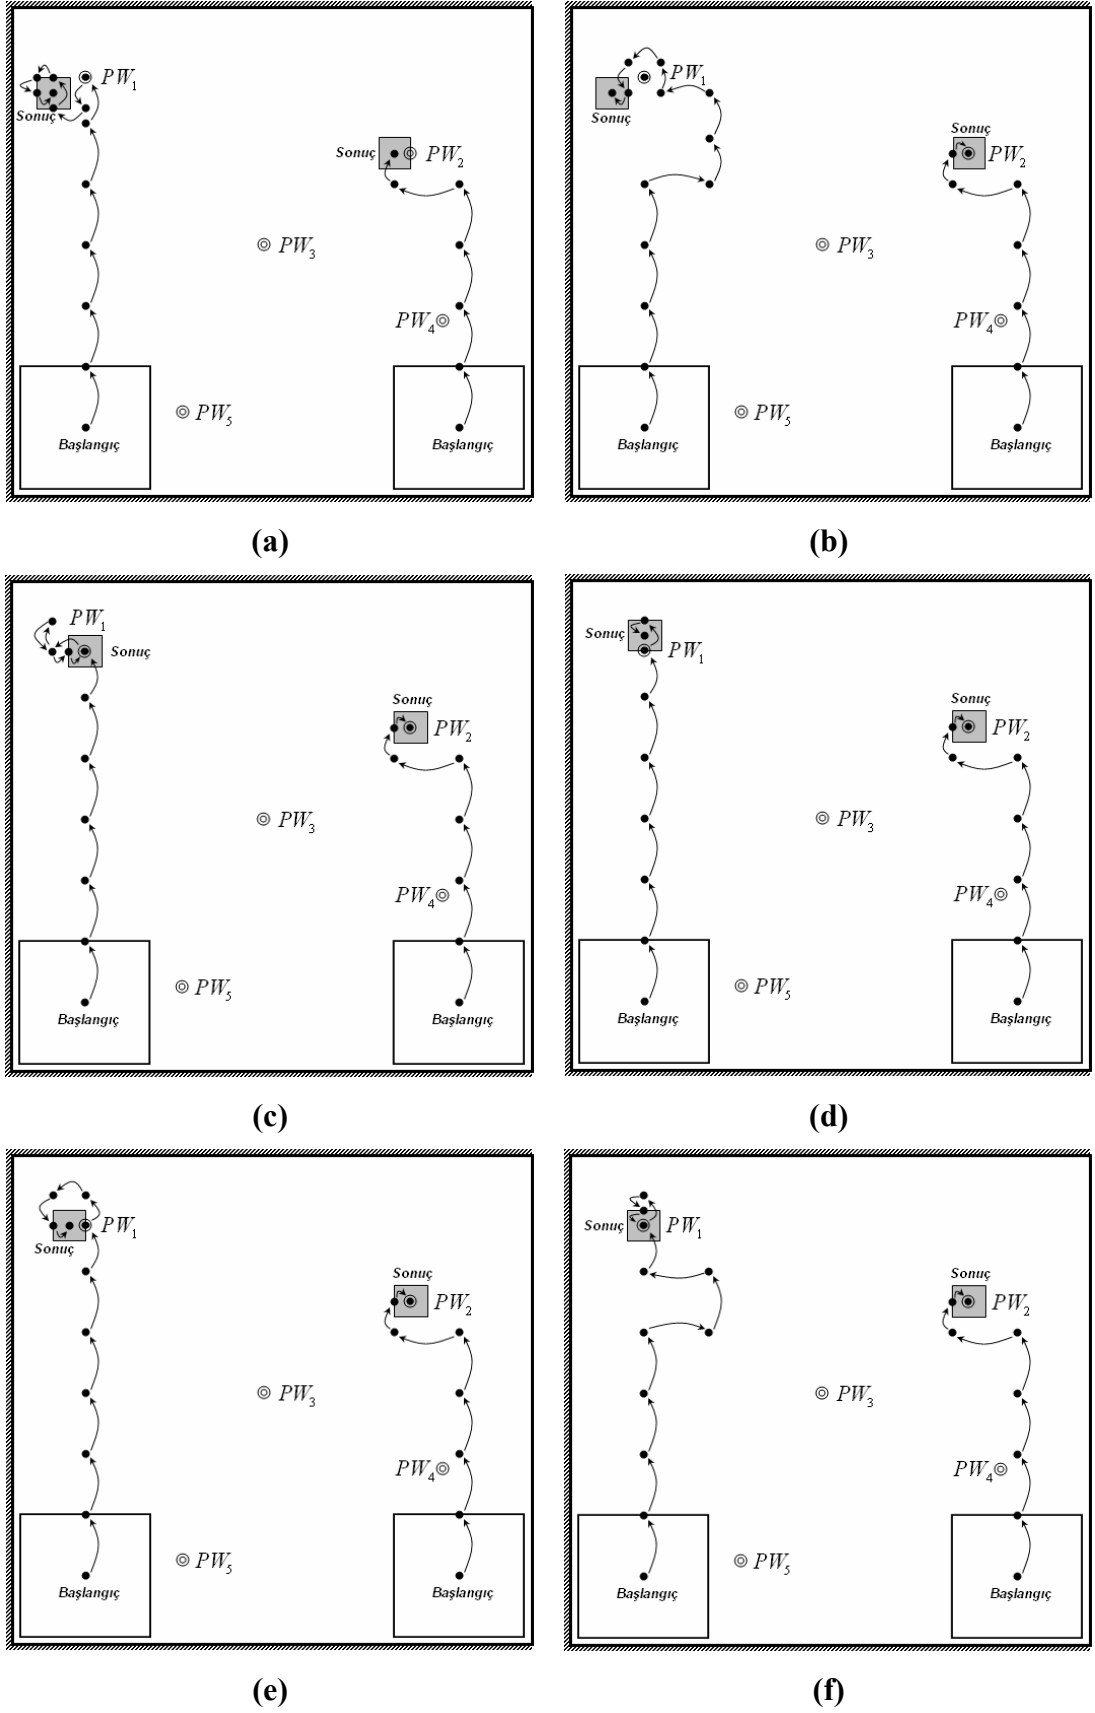 PW1
Sonuç
Sonuç
PW2
PW3
PW4
PW5
Başlangıç
Başlangıç
(a)
PW1
Sonuç
Sonuç
PW2
PW3
PW4
PW5
Başlangıç
Başlangıç
(b)
PW1
Sonuç
Sonuç
PW2
PW3
PW4
PW5
Başlangıç
Başlangıç
(c)
Sonuç
PW1
Sonuç
PW2
PW3
PW4
PW5
Başlangıç
Başlangıç
(d)
PW1
Sonuç
Sonuç
PW2
PW3
PW4
PW5
Başlangıç
Başlangıç
(e)
Sonuç
PW1
Sonuç
PW2
PW3
PW4
PW5
Başlangıç
Başlangıç
(f)